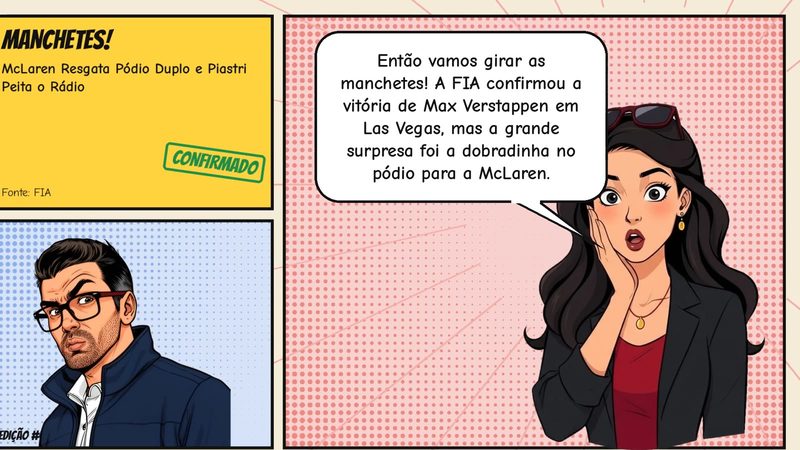 MANCHETES!
McLaren Resgata Pódio Duplo e Piastri
Peita o Rádio
CONFIRMADO
Fonte: FIA
EDIÇÃO #
Então vamos girar as
manchetes! A FIA confirmou a
vitória de Max Verstappen em
Las Vegas, mas a grande
surpresa foi a dobradinha no
pódio para a McLaren.